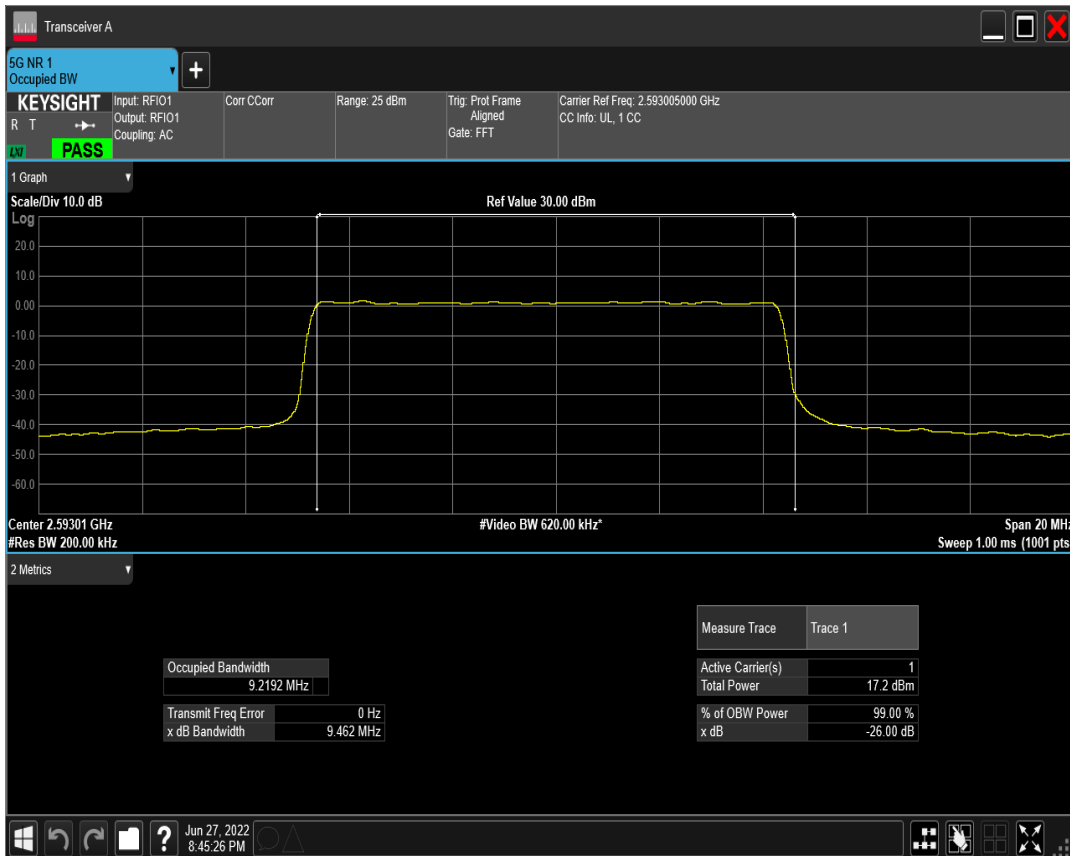 Transceiver A
5G NR 1
Occupied BW
+
KEYSIGHT
R T
LXI
PASS
Input: RFIO1
Output: RFIO1
Coupling: AC
Corr CCorr
Range: 25 dBm
Trig: Prot Frame
Aligned
Gate: FFT
Carrier Ref Freq: 2.593005000 GHz
CC Info: UL, 1 CC
1 Graph
Scale/Div 10.0 dB
Ref Value 30.00 dBm
Log
20.0
10.0
0.00
-10.0
-20.0
-30.0
-40.0
-50.0
-60.0
Center 2.59301 GHz
#Video BW 620.00 kHz*
Span 20 MHz
#Res BW 200.00 kHz
Sweep 1.00 ms (1001 pts
2 Metrics
Measure Trace Trace 1
Occupied Bandwidth
9.2192 MHz
Active Carrier(s) 1
Total Power 17.2 dBm
Transmit Freq Error 0 Hz
x dB Bandwidth 9.462 MHz
% of OBW Power 99.00 %
x dB -26.00 dB
?
Jun 27, 2022
8:45:26 PM